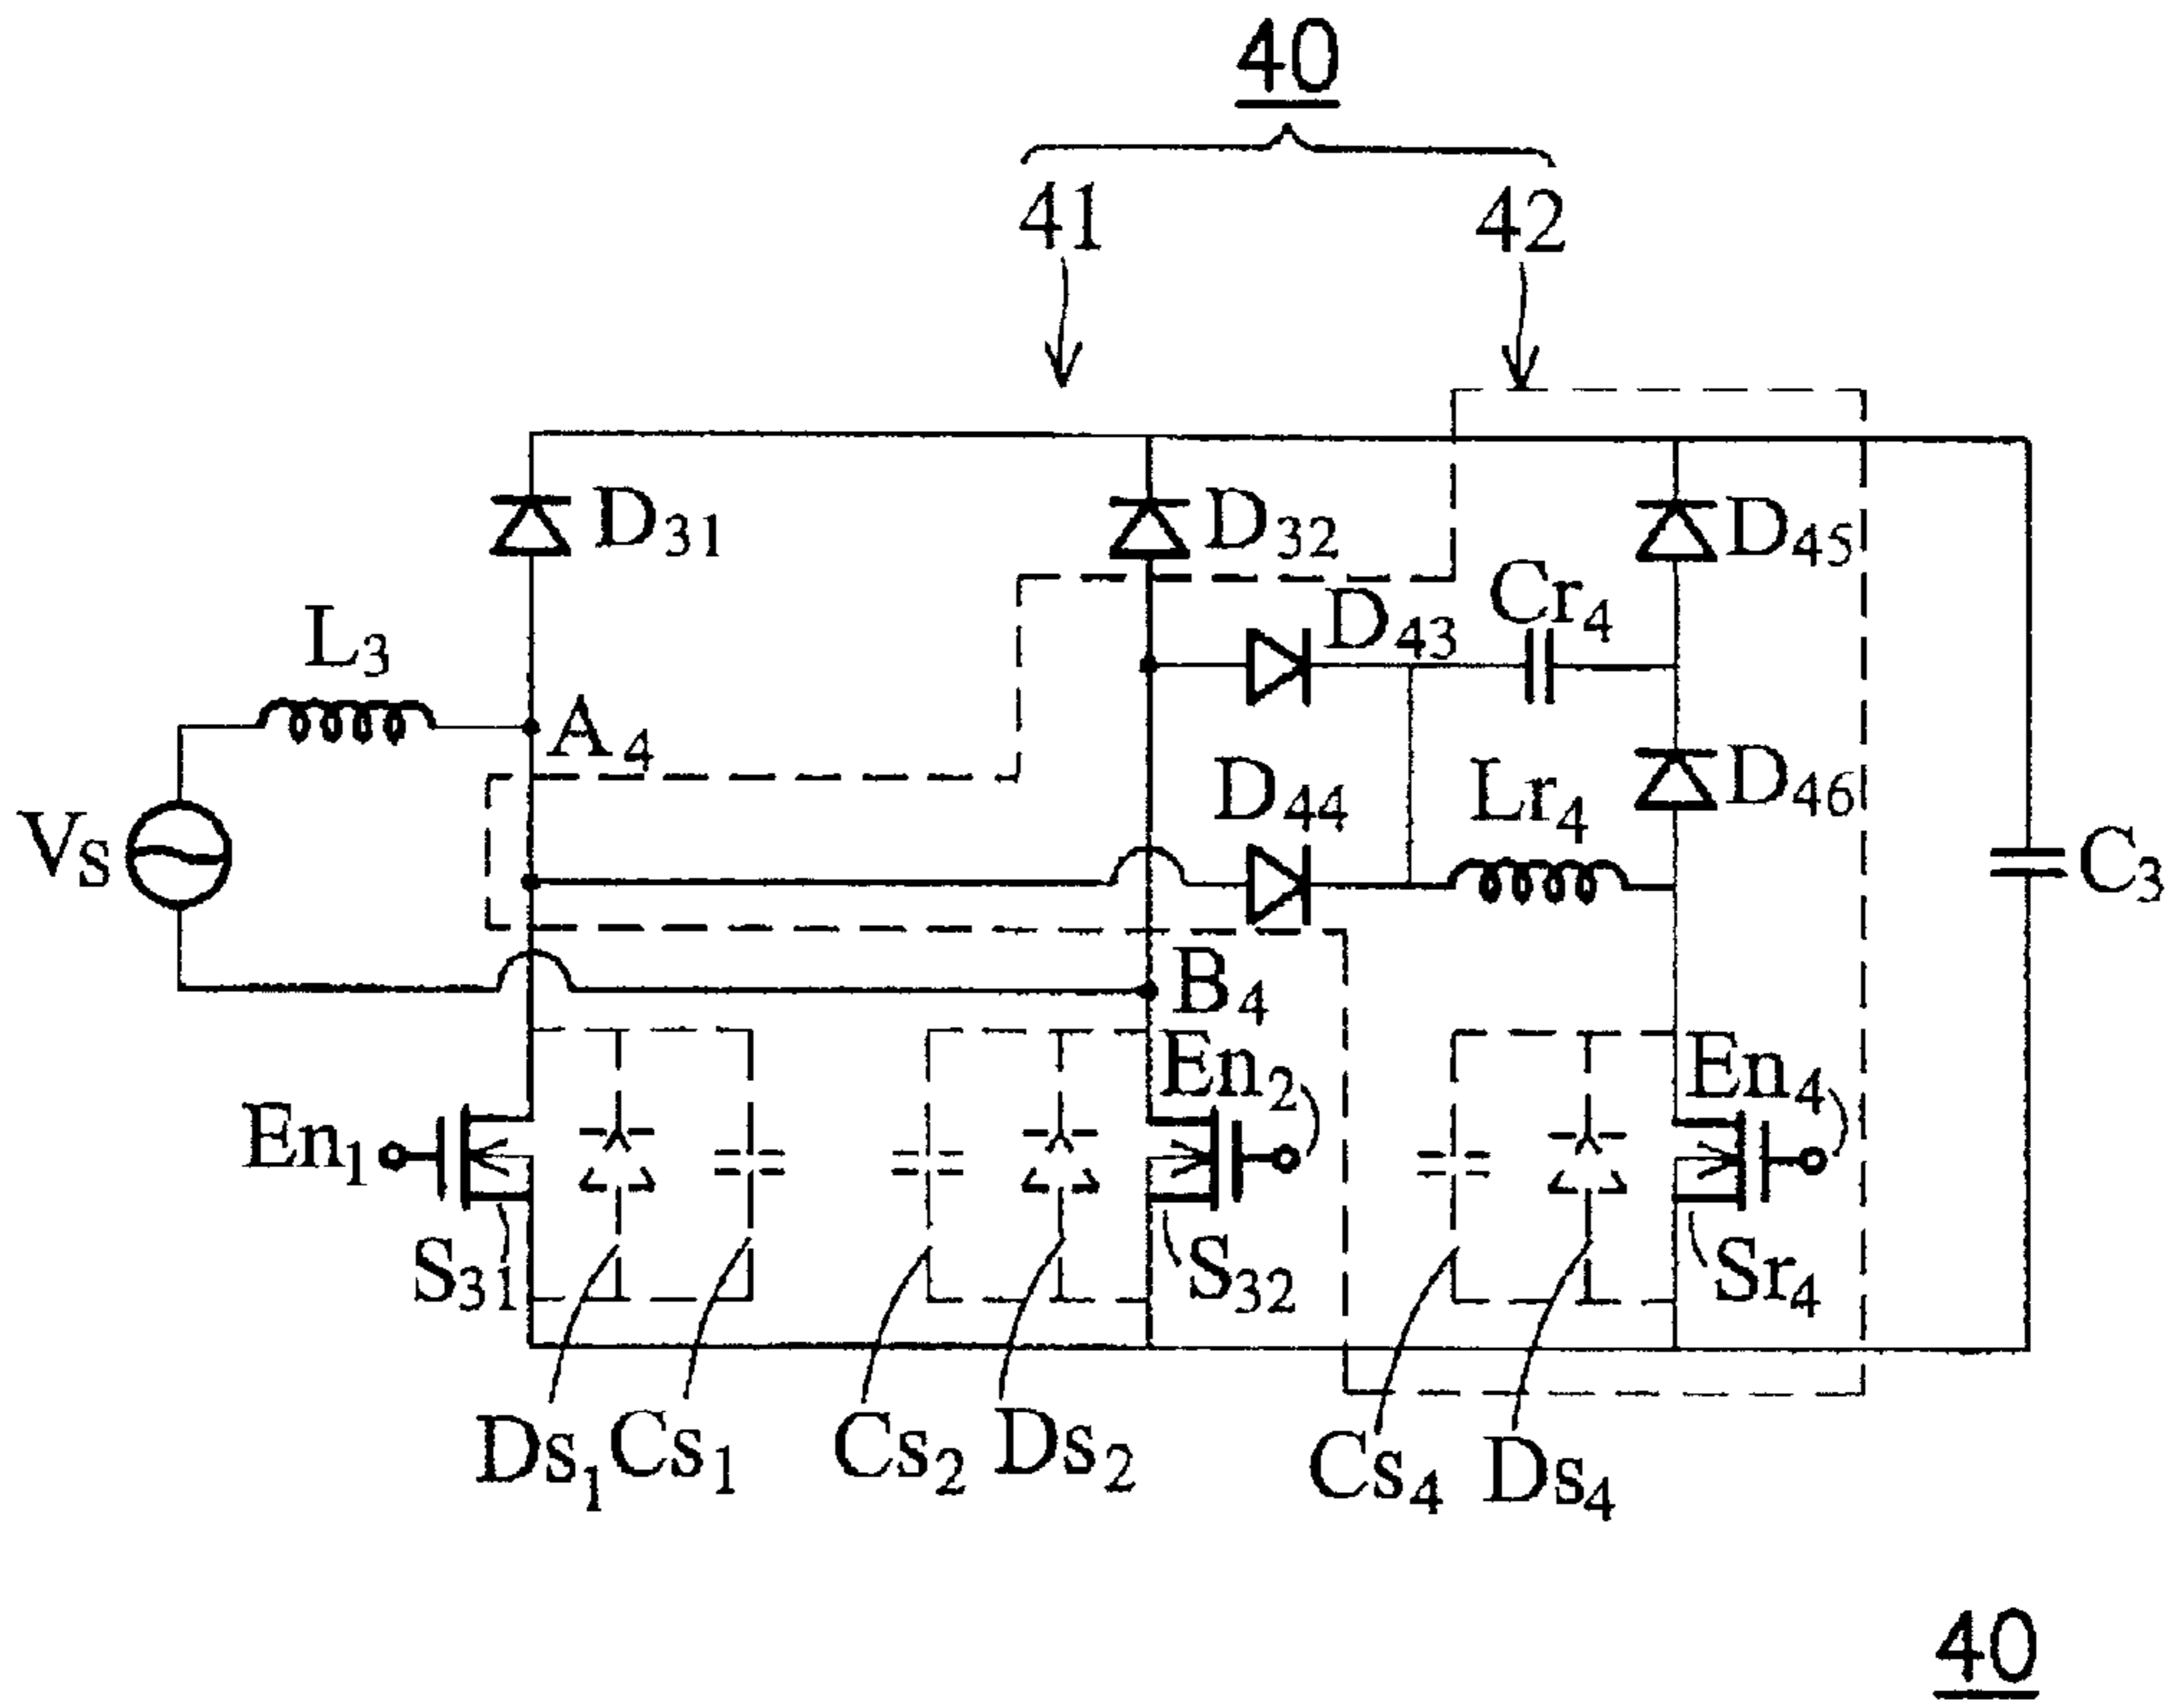 40
41
42
D31
D32
D45
Cr4
D43
L3
A4
D44
Lr4
D46
VS
C3
B4
En1
En2
En4
S31
S32
Sr4
Ds1
Cs1
Cs2
Ds2
Cs4
Ds4
40